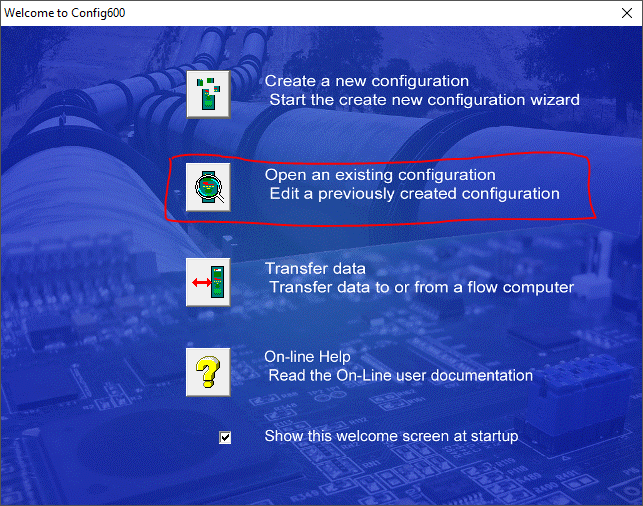 Welcome to Config600
Create a new configuration
Start the create new configuration wizard
Open an existing configuration
Edit a previously created configuration
Transfer data
Transfer data to or from a flow computer
On-line Help
Read the On-Line user documentation
Show this welcome screen at startup